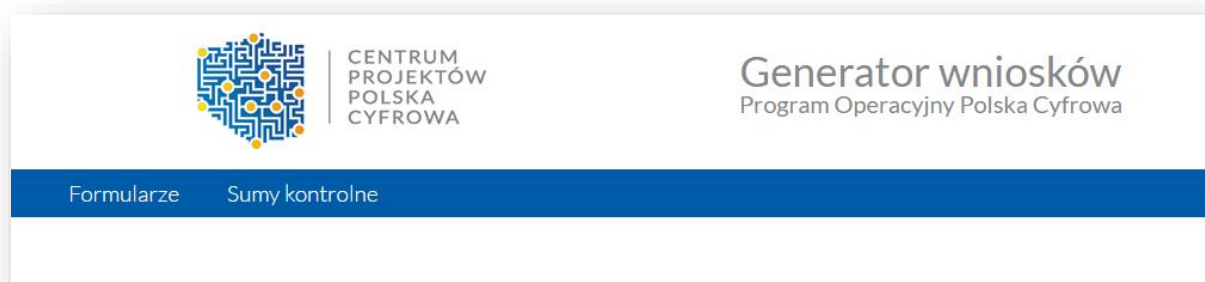 CENTRUM
PROJEKTÓW
POLSKA
CYFROWA
Generator wniosków
Program Operacyjny Polska Cyfrowa
Formularze Sumy kontrolne